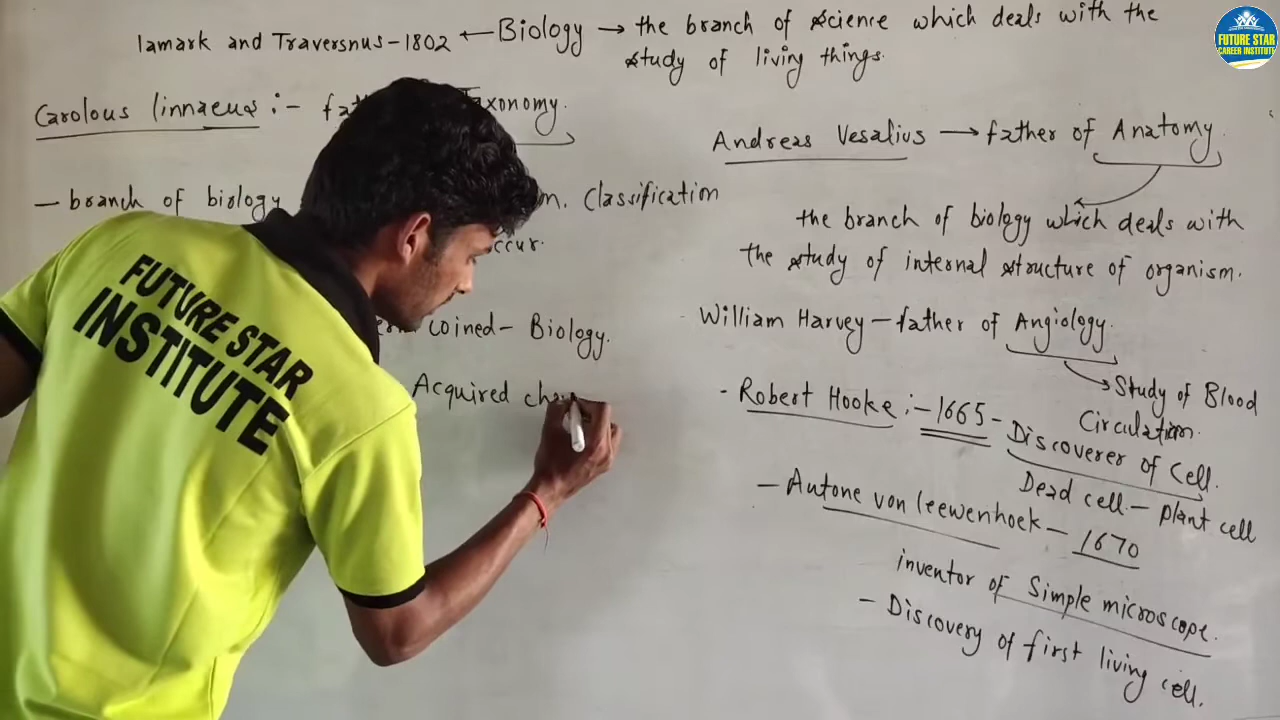 lamark and Traversnus-1802 ← Biology → the branch of science which deals with the
study of living things.
Carolous linnaeus :- xonomy.
- branch of biology Classification
ccur.
coined - Biology.
Acquired
Andreas Vesalius → father of Anatomy
the branch of biology which deals with
the study of internal structure of organism.
William Harvey - father of Angiology.
Study of Blood
Circulation.
- Robert Hooke :- 1665 - Discoverer of Cell.
Dead cell - plant cell
- Autone von leewenhoek - 1670
inventor of Simple microscope.
- Discovery of first living cell.
FUTURE STAR
INSTITUTE
FUTURE STAR
CAREER INSTITUTE